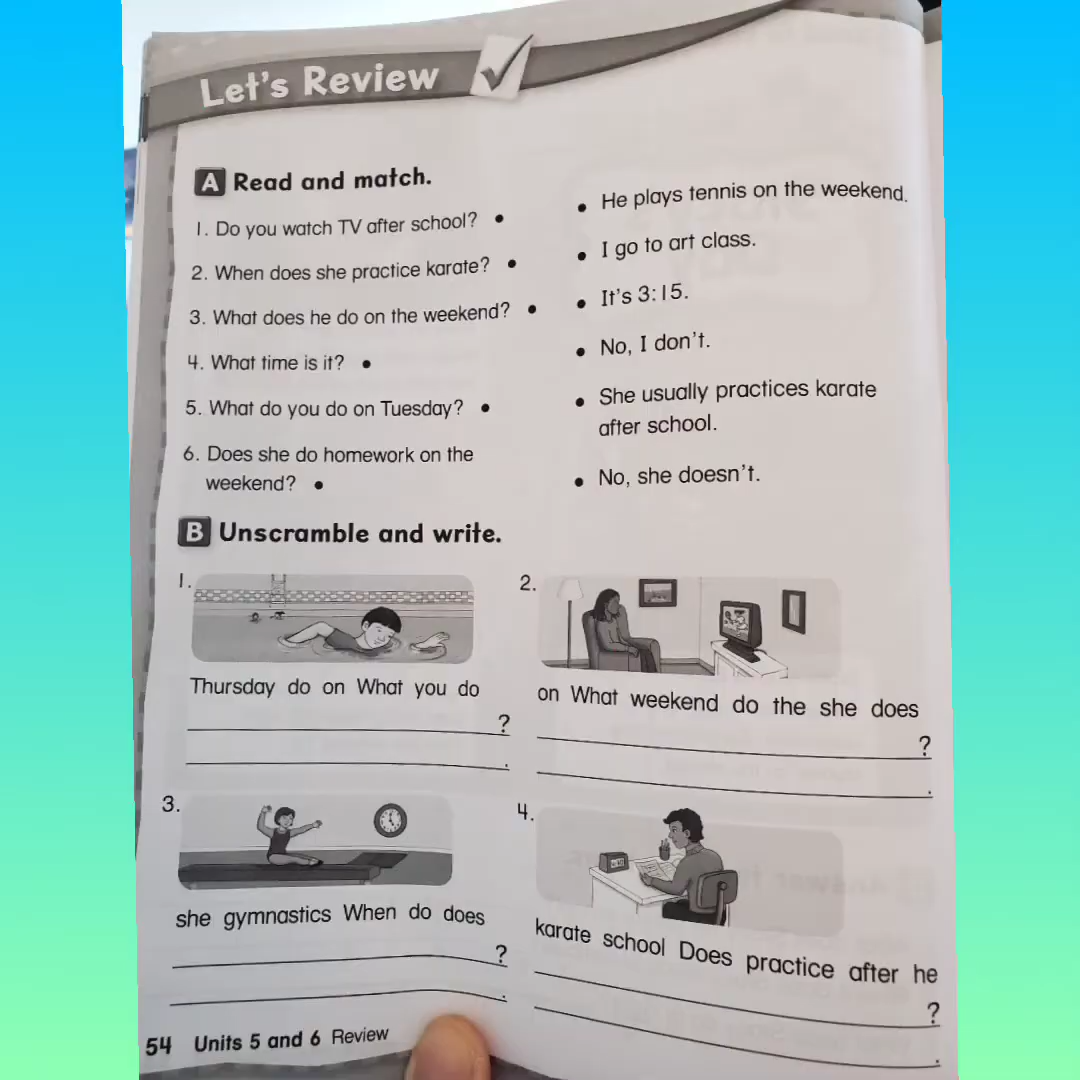 Let's Review
A Read and match.
1. Do you watch TV after school? •
2. When does she practice karate? •
3. What does he do on the weekend? •
4. What time is it? •
5. What do you do on Tuesday? •
6. Does she do homework on the
weekend? •
• He plays tennis on the weekend.
• I go to art class.
• It's 3:15.
• No, I don't.
• She usually practices karate
after school.
• No, she doesn't.
B Unscramble and write.
1.
Thursday do on What you do
?
.
2.
on What weekend do the she does
?
.
3.
she gymnastics When do does
?
.
4.
karate school Does practice after he
?
.
54 Units 5 and 6 Review